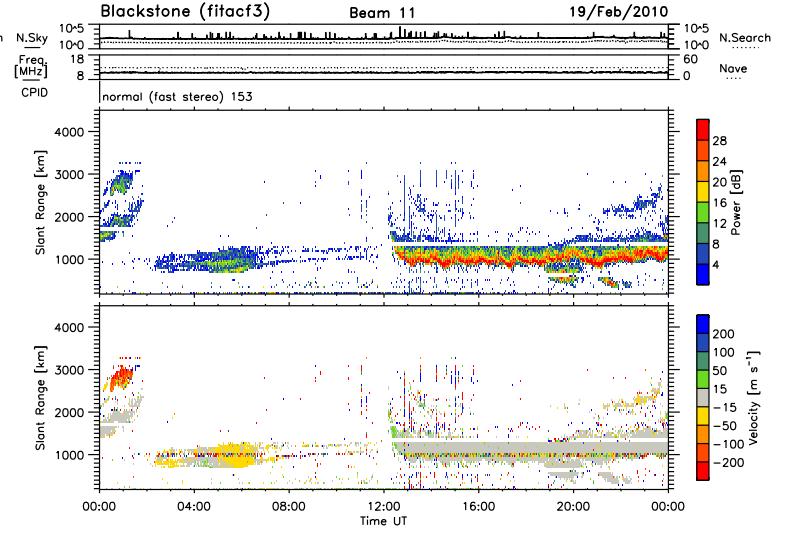 Blackstone (fitacf3) Beam 11 19/Feb/2010
N.Sky 10^5 10^5 N.Search
10^0 10^0
Freq. 18 60 Nave
[MHz] 8 0
CPID normal (fast stereo) 153
Slant Range [km]
4000
3000
2000
1000
28
24
20
16
12
8
4
Power [dB]
Slant Range [km]
4000
3000
2000
1000
200
100
50
15
-15
-50
-100
-200
Velocity [m s⁻¹]
00:00 04:00 08:00 12:00 16:00 20:00 00:00
Time UT